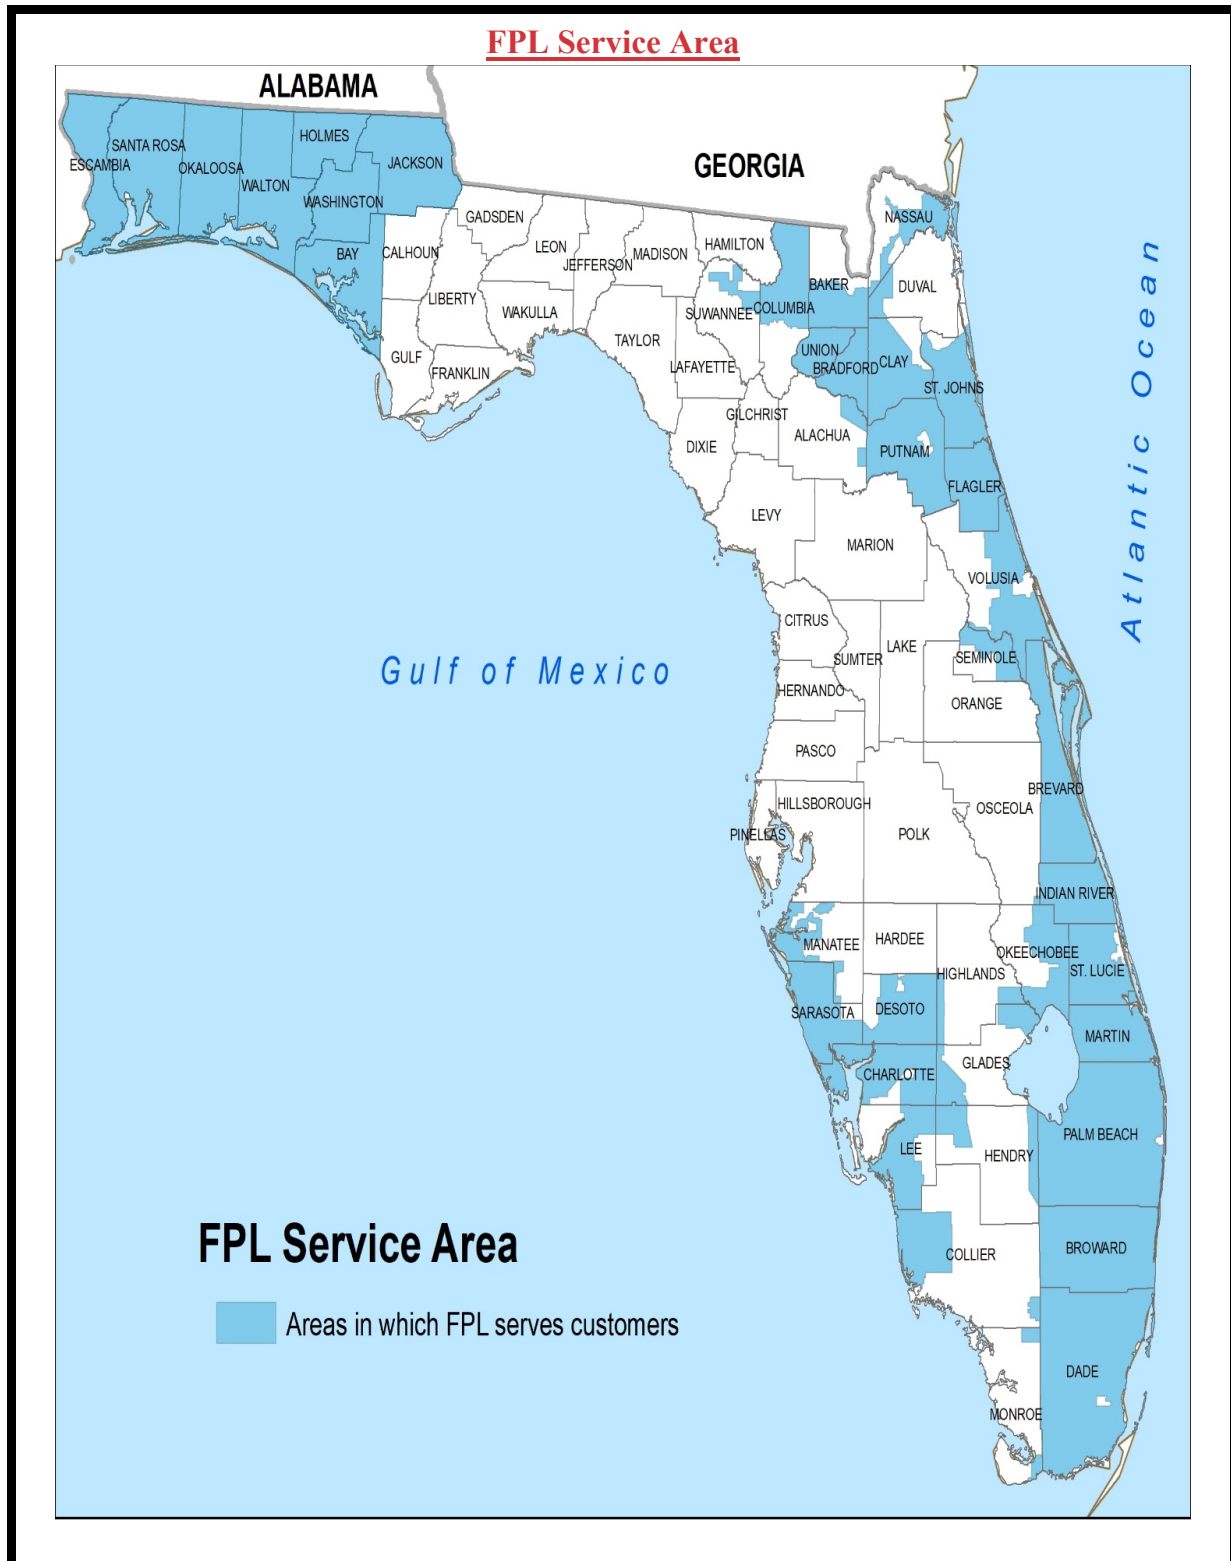 FPL Service Area
ALABAMA
GEORGIA
HOLMES
SANTA ROSA
JACKSON
ESCAMBIA
OKALOOSA
WALTON
WASHINGTON
BAY
CALHOUN
GADSDEN
LEON
JEFFERSON
MADISON
HAMILTON
NASSAU
LIBERTY
WAKULLA
TAYLOR
SUWANNEE
COLUMBIA
BAKER
DUVAL
GULF
FRANKLIN
LAFAYETTE
UNION
BRADFORD
CLAY
ST. JOHNS
GILCHRIST
DIXIE
ALACHUA
PUTNAM
FLAGLER
LEVY
MARION
VOLUSIA
Atlantic Ocean
CITRUS
SUMTER
LAKE
SEMINOLE
Gulf of Mexico
HERNANDO
ORANGE
PASCO
HILLSBOROUGH
PINELLAS
POLK
OSCEOLA
BREVARD
INDIAN RIVER
MANATEE
HARDEE
HIGHLANDS
OKEECHOBEE
ST. LUCIE
SARASOTA
DESOTO
MARTIN
CHARLOTTE
GLADES
LEE
HENDRY
PALM BEACH
COLLIER
BROWARD
FPL Service Area
Areas in which FPL serves customers
DADE
MONROE